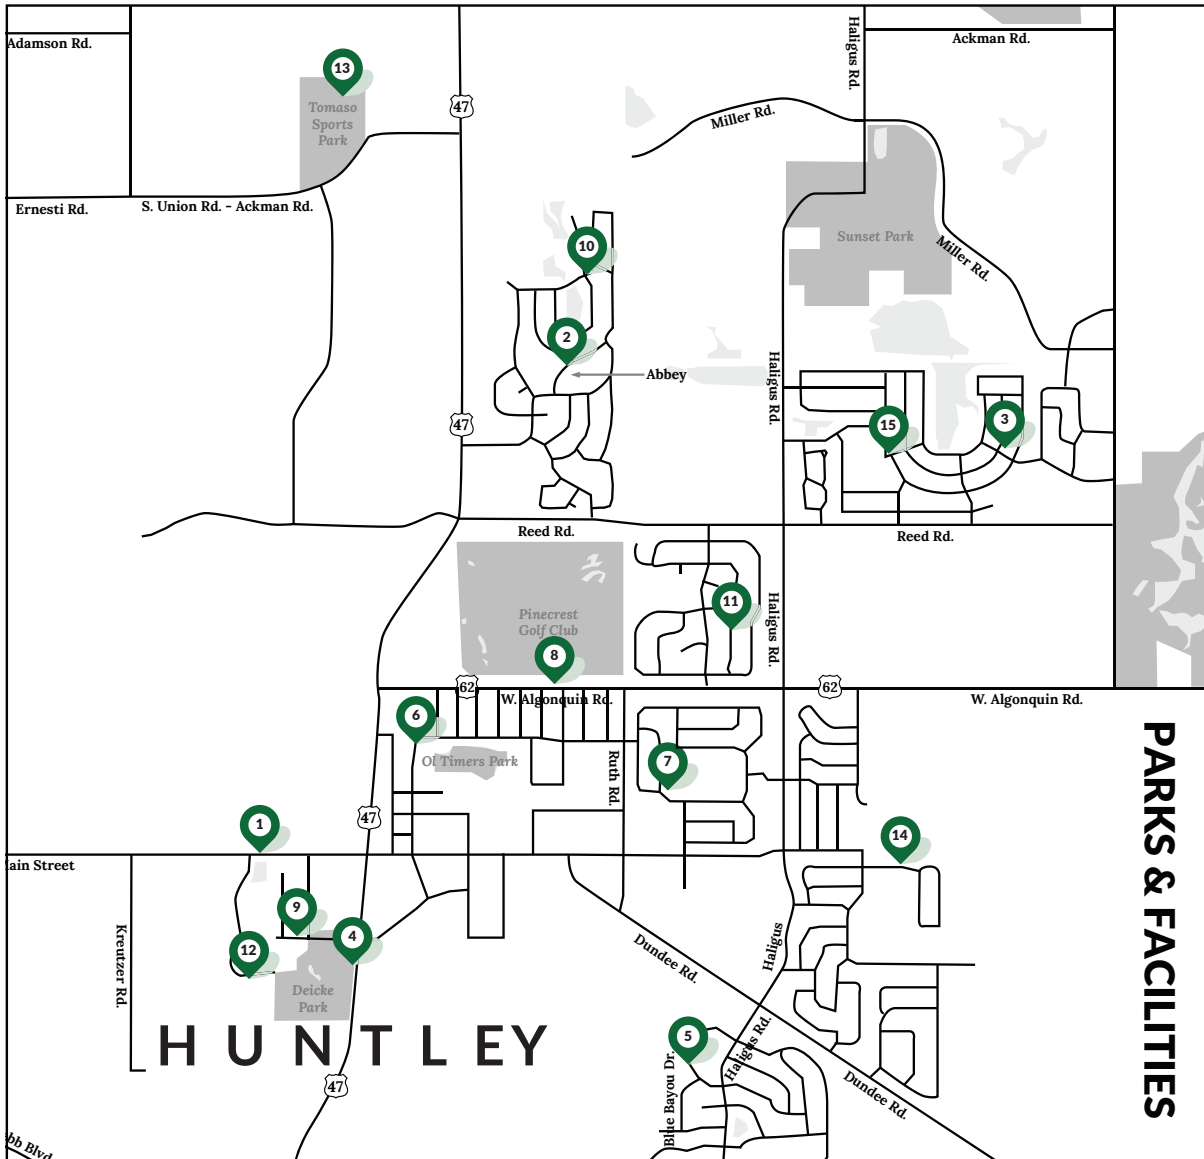 Adamson Rd.
13
Tomaso
Sports
Park
47
Haligus Rd.
Ackman Rd.
Miller Rd.
Ernesti Rd.
S. Union Rd. - Ackman Rd.
10
Sunset Park
Miller Rd.
2
Abbey
Haligus Rd.
47
15
3
Reed Rd.
Reed Rd.
Pinecrest
Golf Club
11
Haligus Rd.
8
62
62
W. Algonquin Rd.
W. Algonquin Rd.
6
Ol Timers Park
Ruth Rd.
7
PARKS & FACILITIES
47
1
14
ain Street
9
4
12
Kreutzer Rd.
Dundee Rd.
Haligus
Deicke
Park
HUNTLEY
5
Haligus Rd.
Blue Bayou Dr.
Dundee Rd.
47
bb Blvd